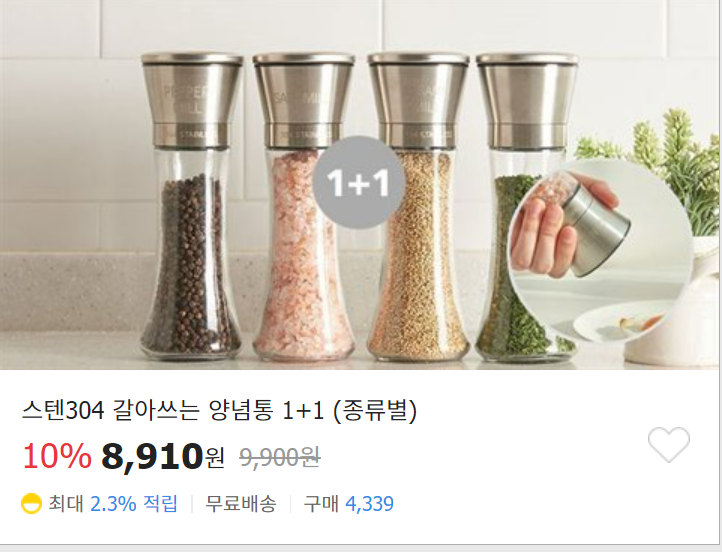 PEPPER
MILL
1+1
스텐304 갈아쓰는 양념통 1+1 (종류별)
10% 8,910원 9,900원
최대 2.3% 적립 무료배송 구매 4,339